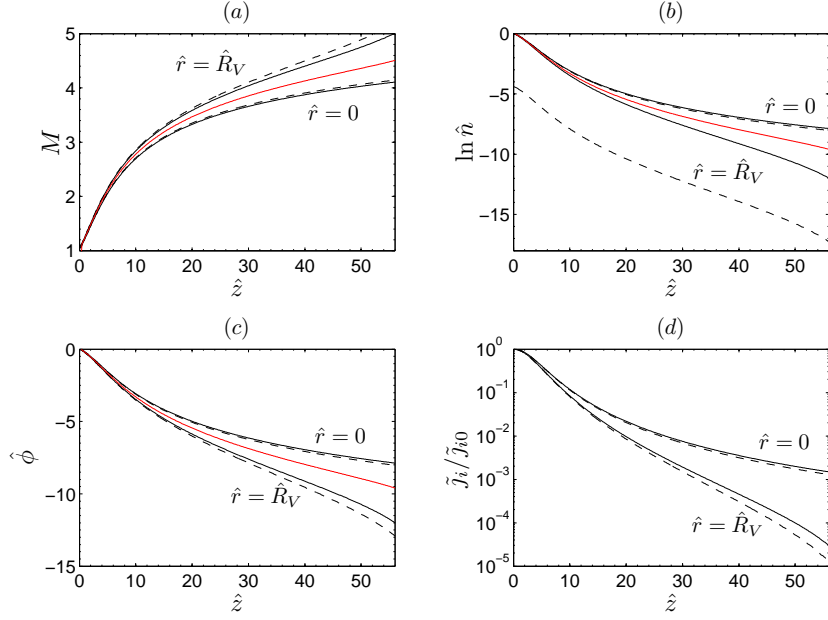 (a)
5
4
3
2
1
M
r̂ = R̂_V
r̂ = 0
0 10 20 30 40 50
ẑ
(b)
0
−5
−10
−15
ln n̂
r̂ = 0
r̂ = R̂_V
0 10 20 30 40 50
ẑ
(c)
0
−5
−10
−15
ϕ̂
r̂ = 0
r̂ = R̂_V
0 10 20 30 40 50
ẑ
(d)
10⁰
10⁻¹
10⁻²
10⁻³
10⁻⁴
10⁻⁵
j̃_i/j̃_i0
r̂ = 0
r̂ = R̂_V
0 10 20 30 40 50
ẑ